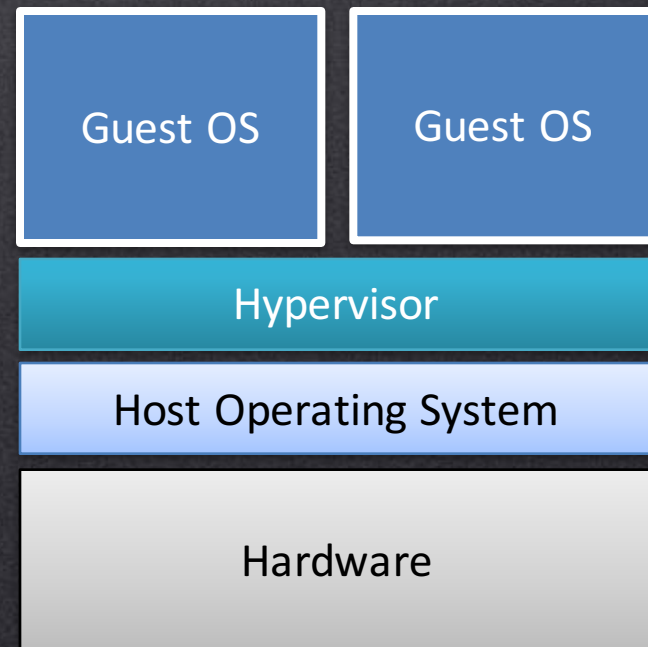 Guest OS
Guest OS
Hypervisor
Host Operating System
Hardware